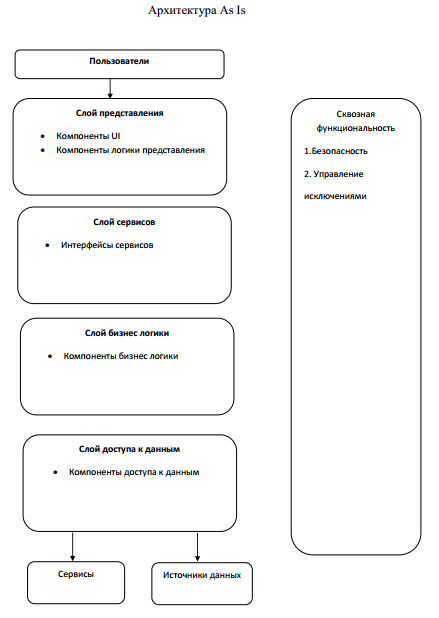 Архитектура As Is
Пользователи
Слой представления
• Компоненты UI
• Компоненты логики представления
Слой сервисов
• Интерфейсы сервисов
Слой бизнес логики
• Компоненты бизнес логики
Слой доступа к данным
• Компоненты доступа к данным
Сервисы
Источники данных
Сквозная
функциональность
1.Безопасность
2. Управление
исключениями